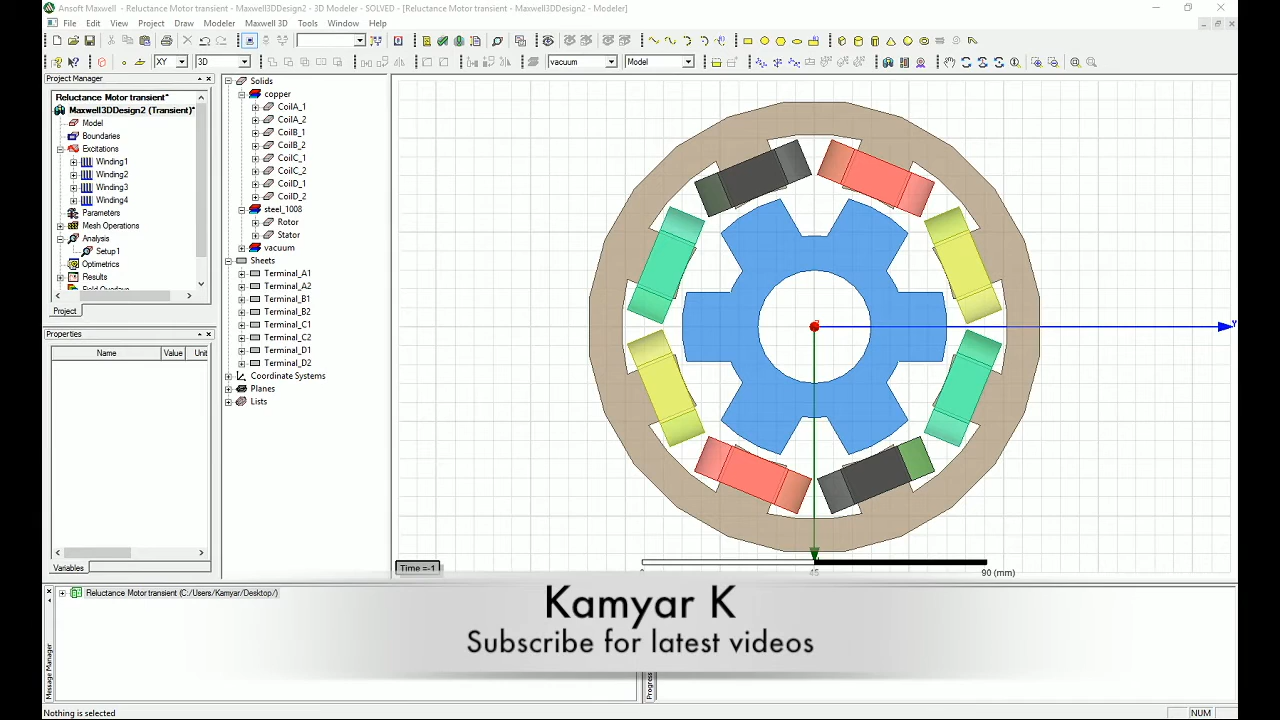 Ansoft Maxwell - Reluctance Motor transient - Maxwell3DDesign2 - 3D Modeler - SOLVED - [Reluctance Motor transient - Maxwell3DDesign2 - Modeler]
File Edit View Project Draw Modeler Maxwell 3D Tools Window Help
XY 3D vacuum Model
Project Manager
Reluctance Motor transient*
Maxwell3DDesign2 (Transient)*
Model
Boundaries
Excitations
Winding1
Winding2
Winding3
Winding4
Parameters
Mesh Operations
Analysis
Setup1
Optimetrics
Results
Field Overlays
Project
Properties
Name Value Unit
Variables
Solids
copper
CoilA_1
CoilA_2
CoilB_1
CoilB_2
CoilC_1
CoilC_2
CoilD_1
CoilD_2
steel_1008
Rotor
Stator
vacuum
Sheets
Terminal_A1
Terminal_A2
Terminal_B1
Terminal_B2
Terminal_C1
Terminal_C2
Terminal_D1
Terminal_D2
Coordinate Systems
Planes
Lists
Y
Time =-1
45 90 (mm)
Message Manager
Reluctance Motor transient (C:/Users/Kamyar/Desktop/)
Kamyar K
Subscribe for latest videos
Nothing is selected
NUM